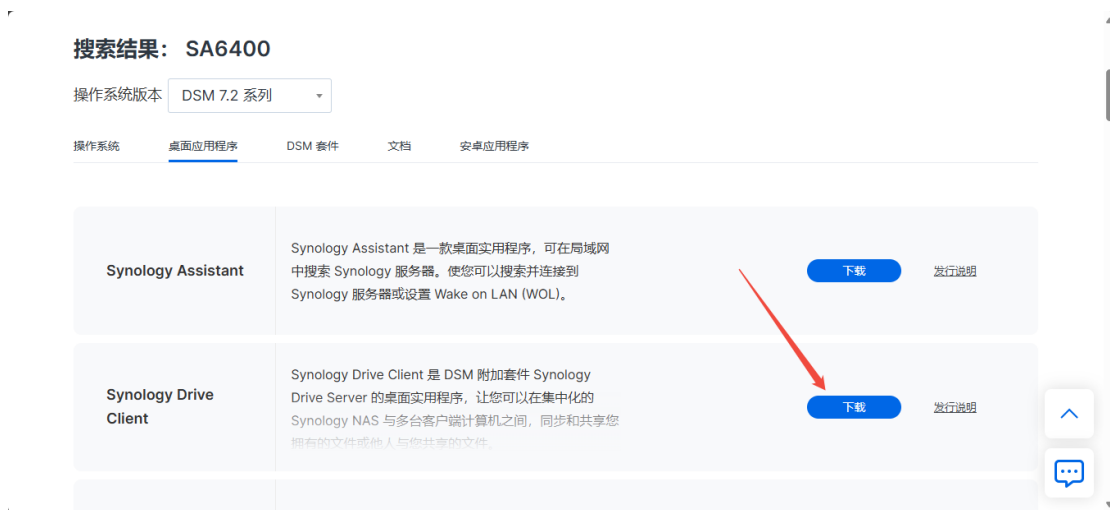 搜索结果： SA6400
操作系统版本 DSM 7.2 系列
操作系统 桌面应用程序 DSM 套件 文档 安卓应用程序
Synology Assistant
Synology Assistant 是一款桌面实用程序，可在局域网
中搜索 Synology 服务器。使您可以搜索并连接到
Synology 服务器或设置 Wake on LAN (WOL)。
下载 发行说明
Synology Drive
Client
Synology Drive Client 是 DSM 附加套件 Synology
Drive Server 的桌面实用程序，让您可以在集中化的
Synology NAS 与多台客户端计算机之间，同步和共享您
拥有的文件或他人与您共享的文件。
下载 发行说明